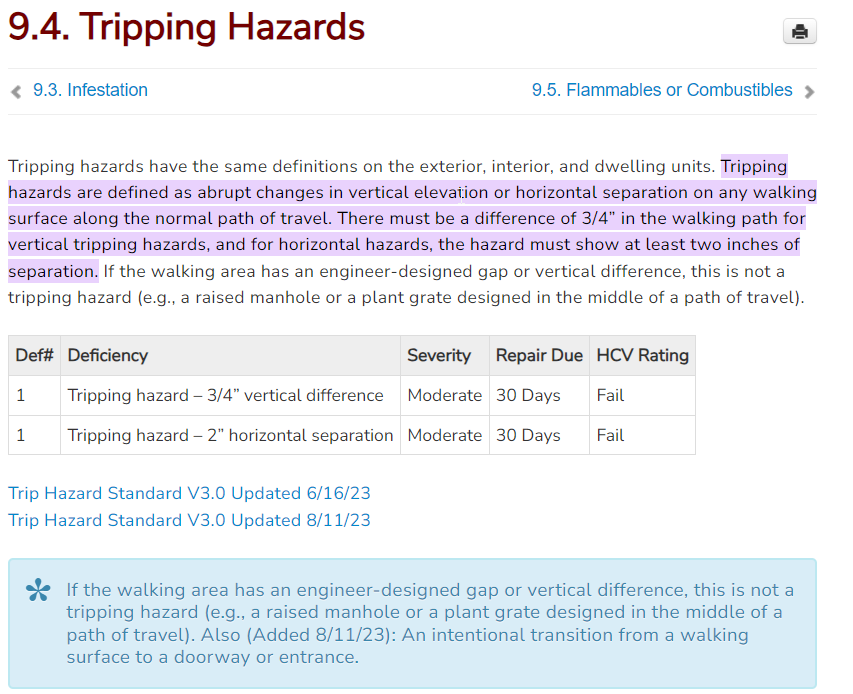 9.4. Tripping Hazards
9.3. Infestation
9.5. Flammables or Combustibles
Tripping hazards have the same definitions on the exterior, interior, and dwelling units. Tripping
hazards are defined as abrupt changes in vertical elevation or horizontal separation on any walking
surface along the normal path of travel. There must be a difference of 3/4” in the walking path for
vertical tripping hazards, and for horizontal hazards, the hazard must show at least two inches of
separation. If the walking area has an engineer-designed gap or vertical difference, this is not a
tripping hazard (e.g., a raised manhole or a plant grate designed in the middle of a path of travel).
Def# Deficiency Severity Repair Due HCV Rating
1 Tripping hazard – 3/4” vertical difference Moderate 30 Days Fail
1 Tripping hazard – 2” horizontal separation Moderate 30 Days Fail
Trip Hazard Standard V3.0 Updated 6/16/23
Trip Hazard Standard V3.0 Updated 8/11/23
If the walking area has an engineer-designed gap or vertical difference, this is not a
tripping hazard (e.g., a raised manhole or a plant grate designed in the middle of a
path of travel). Also (Added 8/11/23): An intentional transition from a walking
surface to a doorway or entrance.